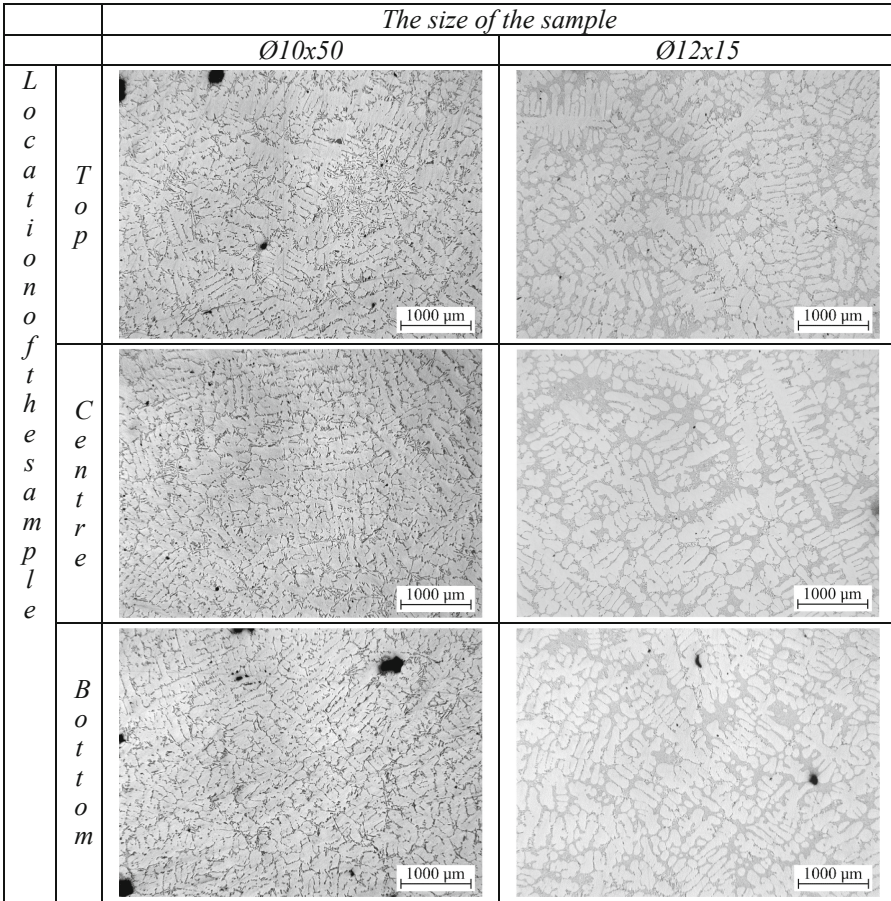 The size of the sample
Ø10x50 Ø12x15
Location of the sample
Top
1000 µm 1000 µm
Centre
1000 µm 1000 µm
Bottom
1000 µm 1000 µm